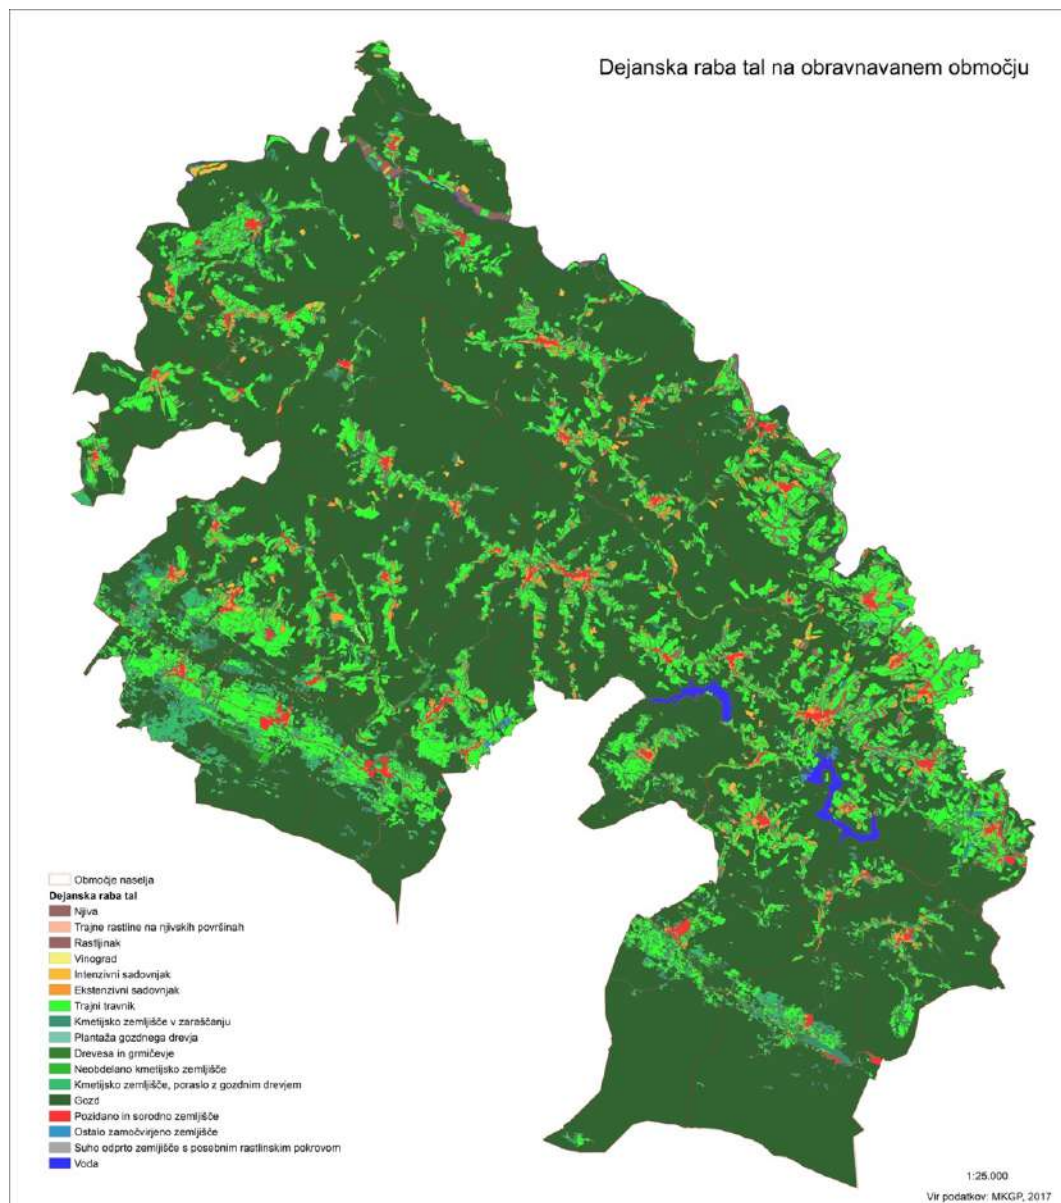 Dejanska raba tal na obravnavanem območju
Območje naselja
Dejanska raba tal
Njiva
Trajne rastline na njivskih površinah
Rastljinak
Vinograd
Intenzivni sadovnjak
Ekstenzivni sadovnjak
Trajni travnik
Kmetijsko zemljišče v zaraščanju
Plantaža gozdnega drevja
Drevesa in grmičevje
Neobdelano kmetijsko zemljišče
Kmetijsko zemljišče, poraslo z gozdnim drevjem
Gozd
Pozidano in sorodno zemljišče
Ostalo zamočvirjeno zemljišče
Suho odprto zemljišče s posebnim rastlinskim pokrovom
Voda
1:25.000
Vir podatkov: MKGP, 2017